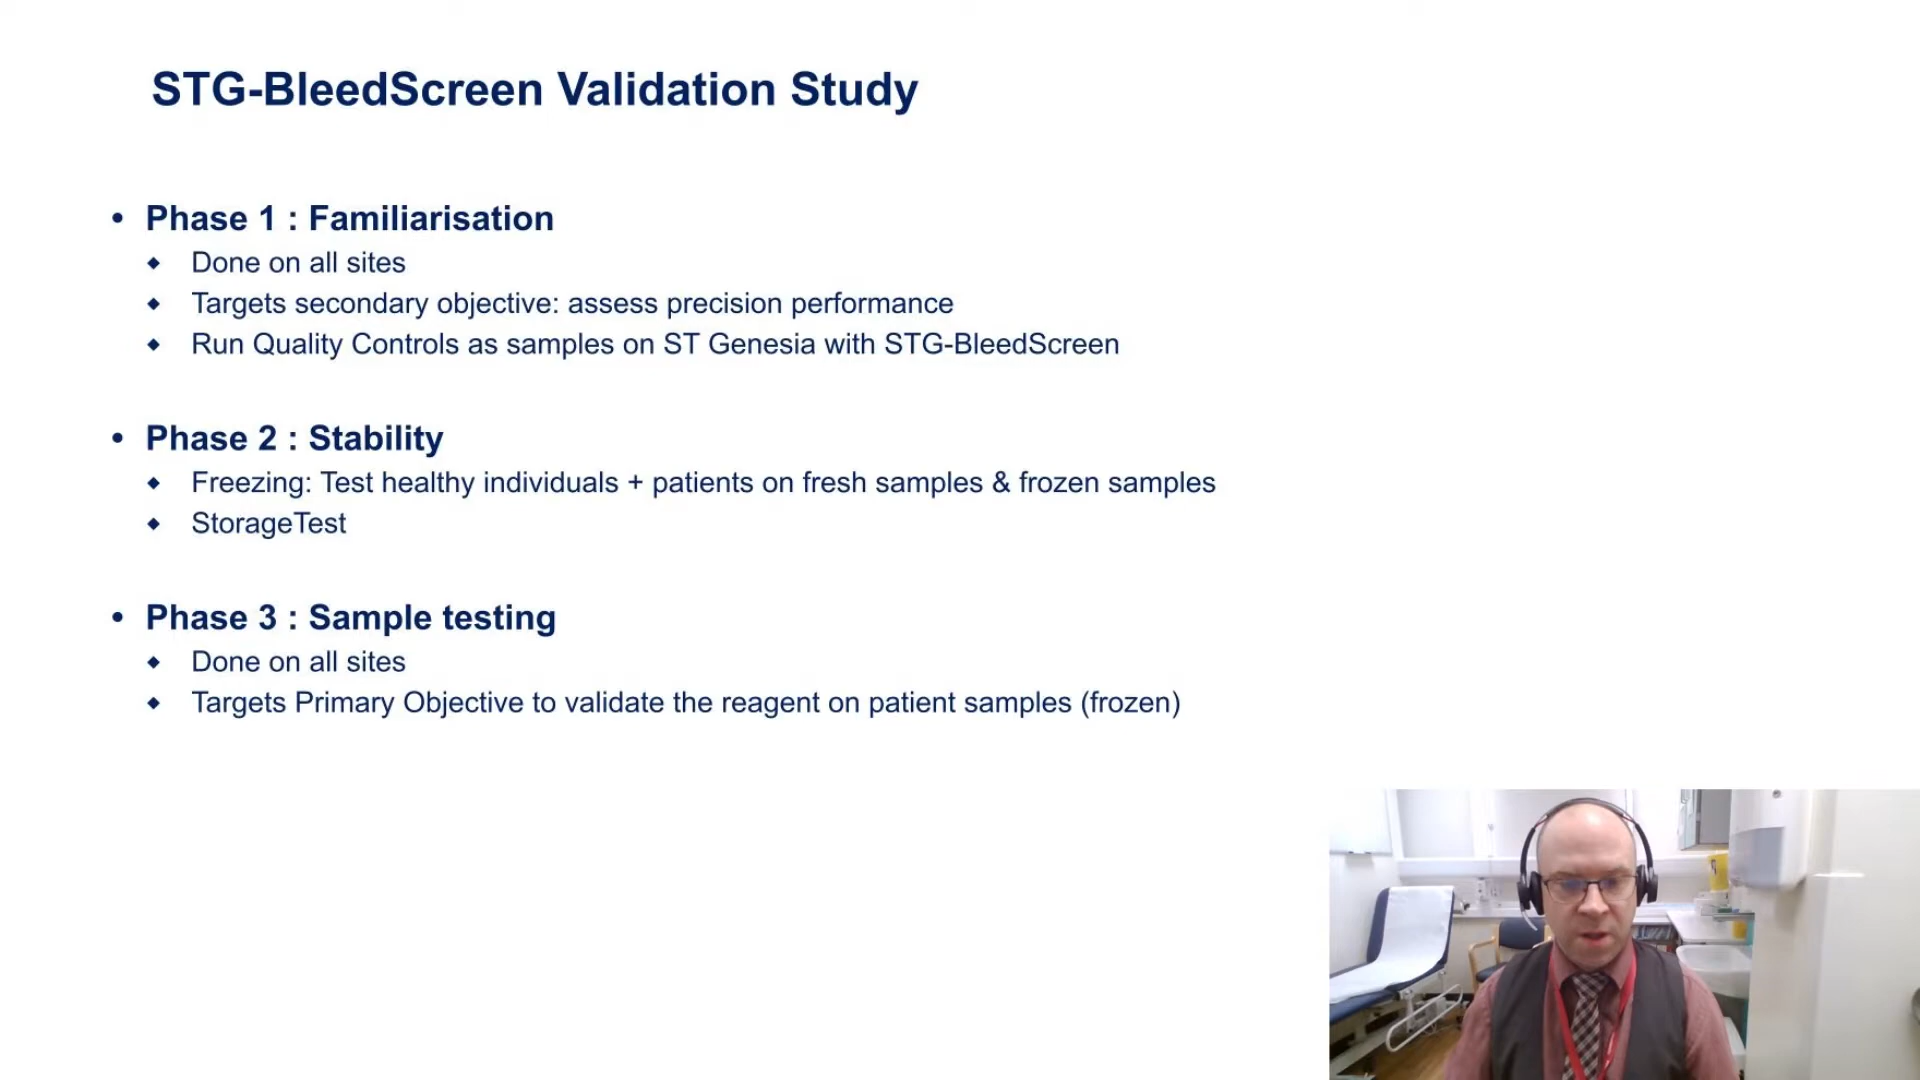 STG-BleedScreen Validation Study
• Phase 1 : Familiarisation
◆ Done on all sites
◆ Targets secondary objective: assess precision performance
◆ Run Quality Controls as samples on ST Genesia with STG-BleedScreen
• Phase 2 : Stability
◆ Freezing: Test healthy individuals + patients on fresh samples & frozen samples
◆ StorageTest
• Phase 3 : Sample testing
◆ Done on all sites
◆ Targets Primary Objective to validate the reagent on patient samples (frozen)